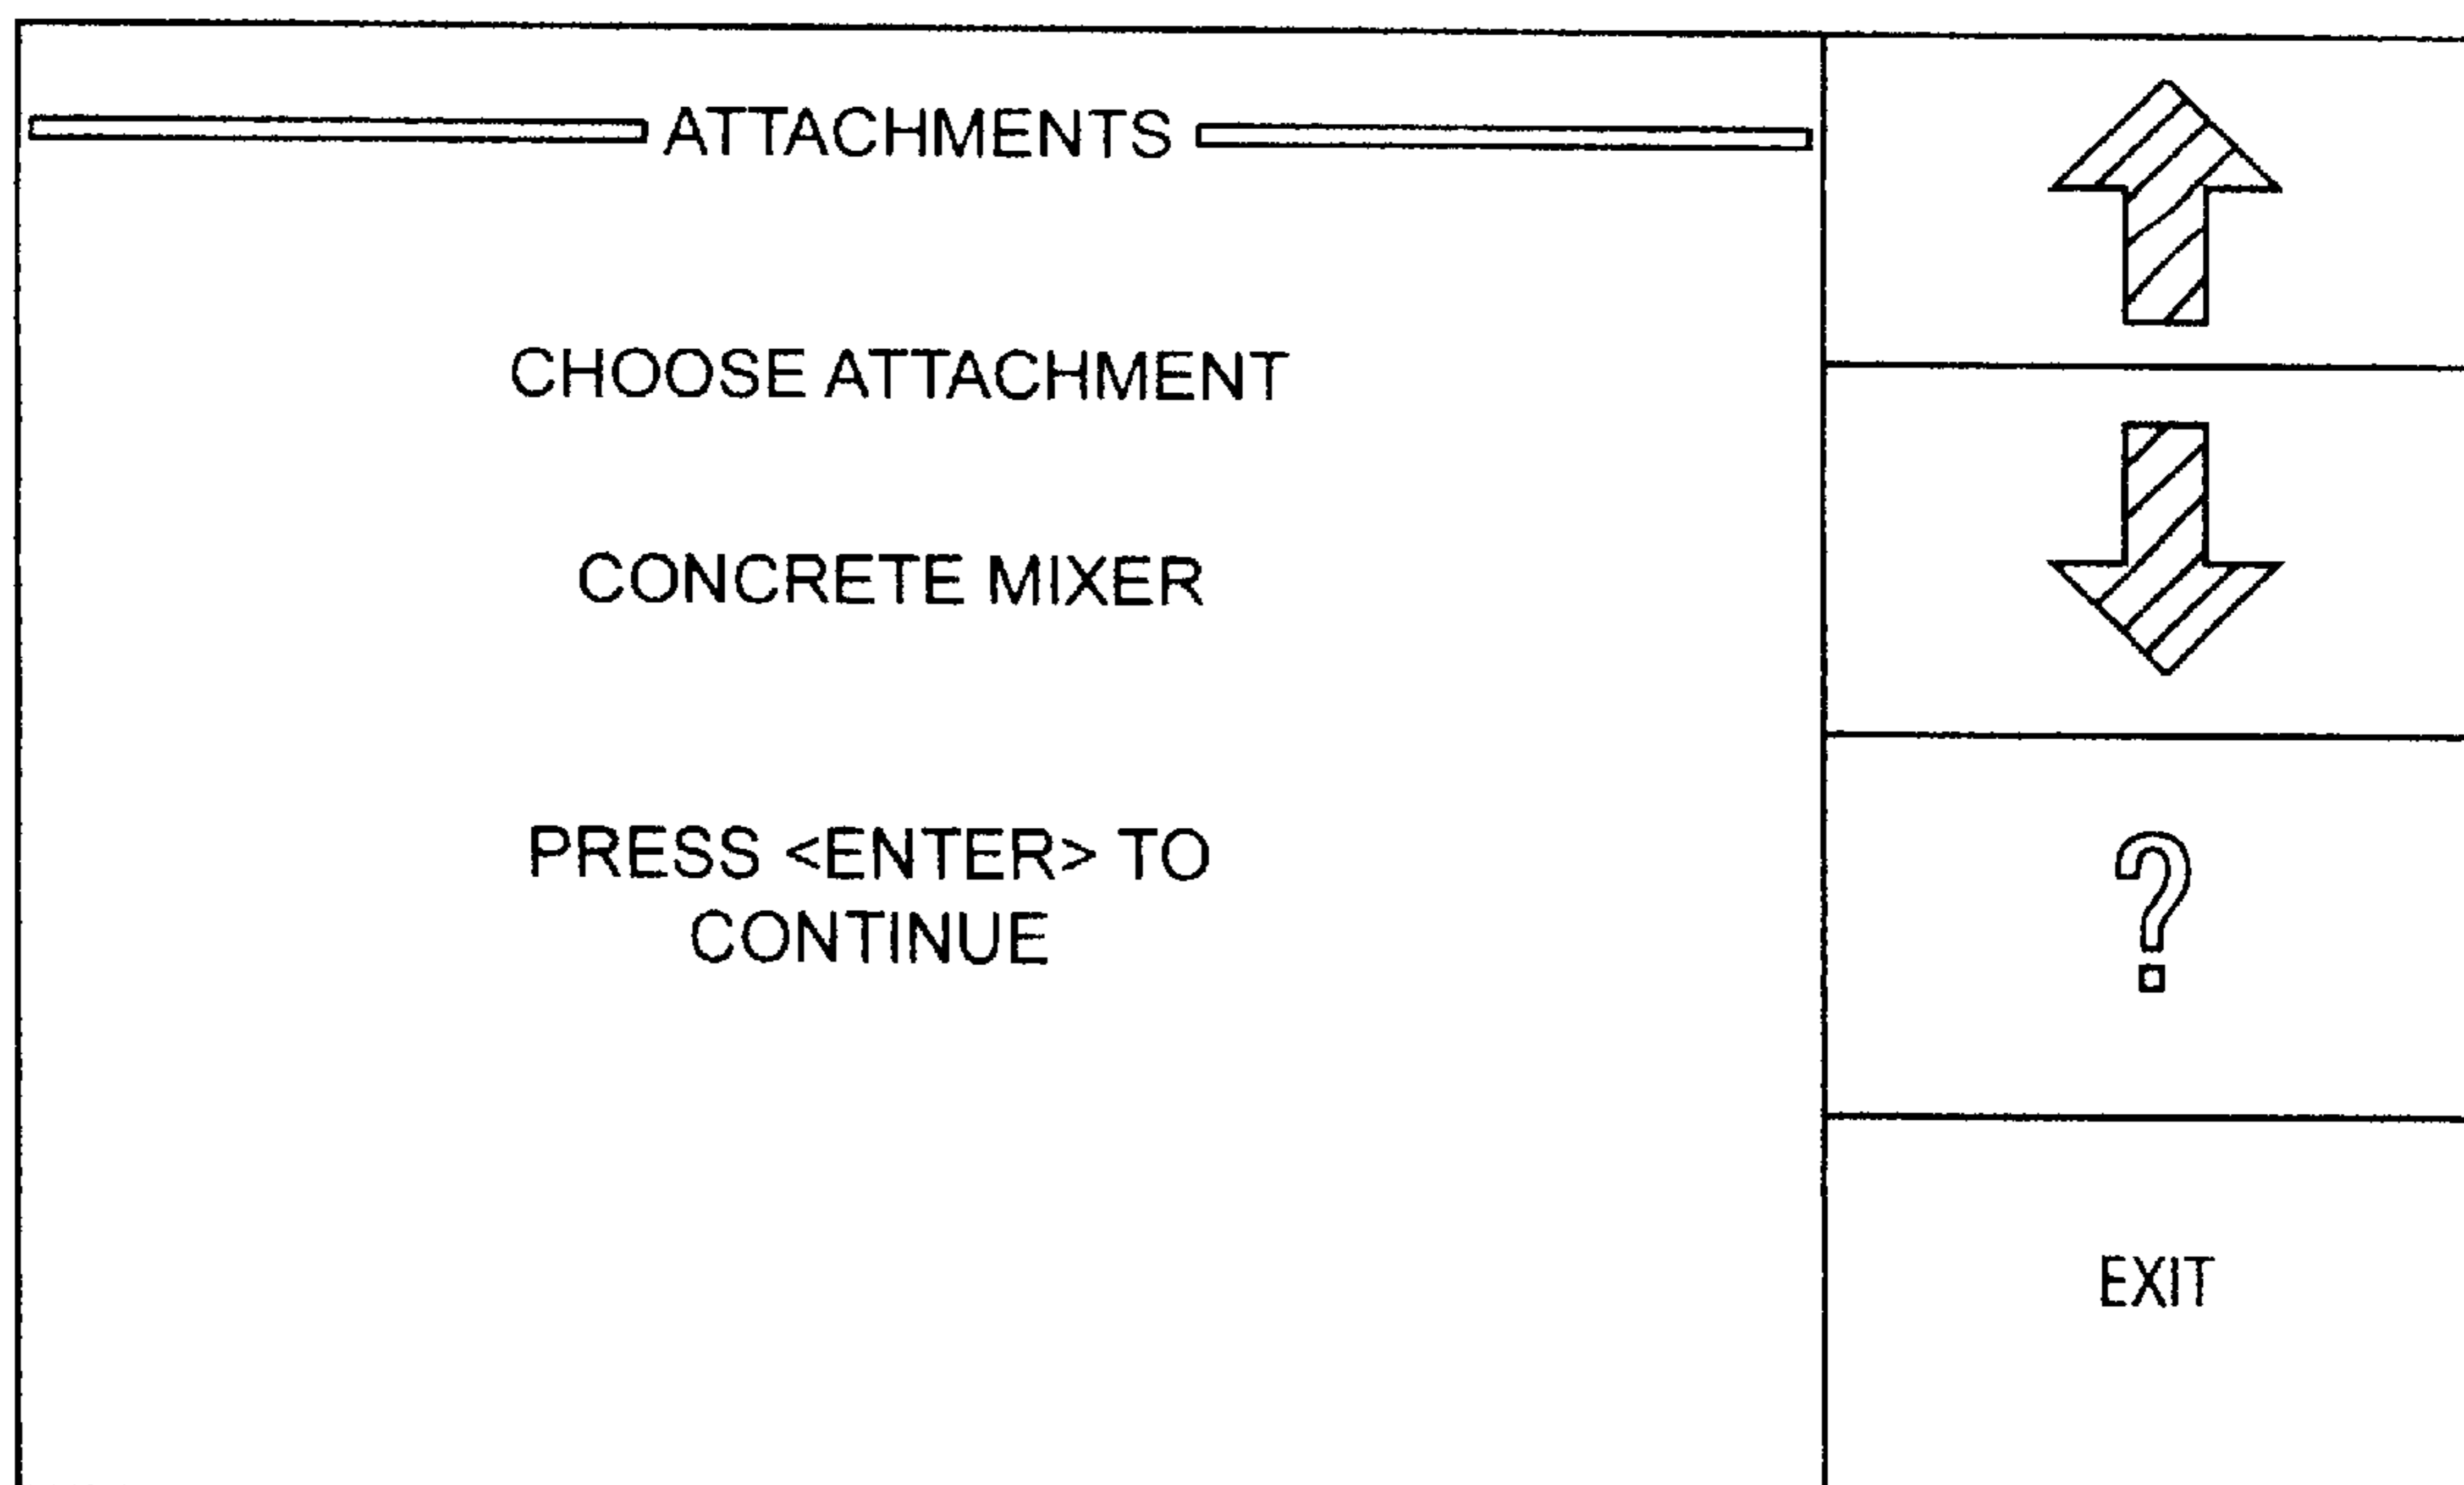 ATTACHMENTS
CHOOSE ATTACHMENT
CONCRETE MIXER
PRESS <ENTER> TO
CONTINUE
?
EXIT